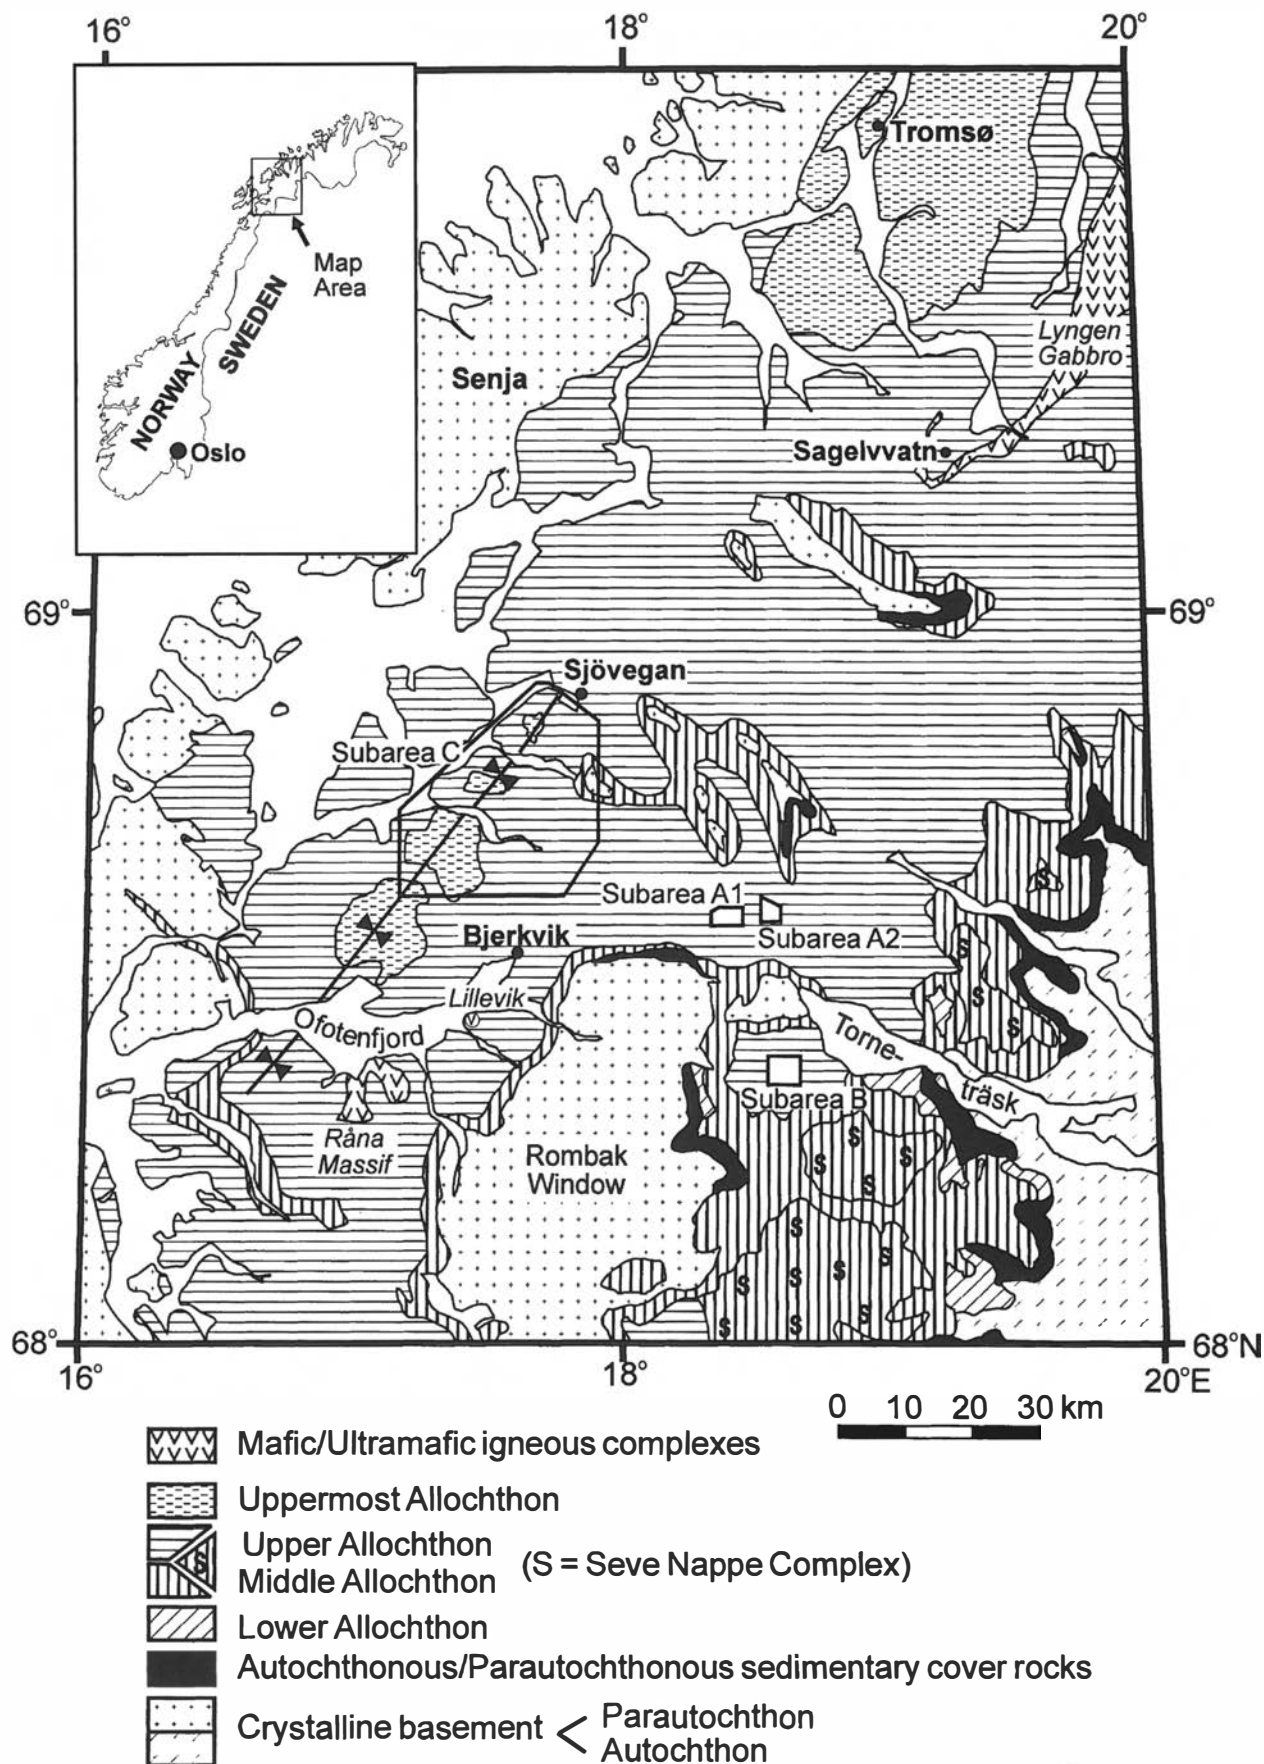 16° 18° 20°
Tromsø
Map
Area
NORWAY
SWEDEN
Oslo
Lyngen
Gabbro
Senja
Sagelvvatn
69° 69°
Sjövegan
Subarea C
S
Subarea A1
Subarea A2
Bjerkvik
S
Lillevik
S
Ofotenfjord
S
Torne-
träsk
Subarea B
Råna
Massif
Rombak
Window
S
S S
S
S
S
S S S
S
S S
68° 68°N
16° 18° 20°E
0 10 20 30 km
Mafic/Ultramafic igneous complexes
Uppermost Allochthon
Upper Allochthon
S
(S = Seve Nappe Complex)
Middle Allochthon
Lower Allochthon
Autochthonous/Parautochthonous sedimentary cover rocks
Crystalline basement < Parautochthon
Autochthon